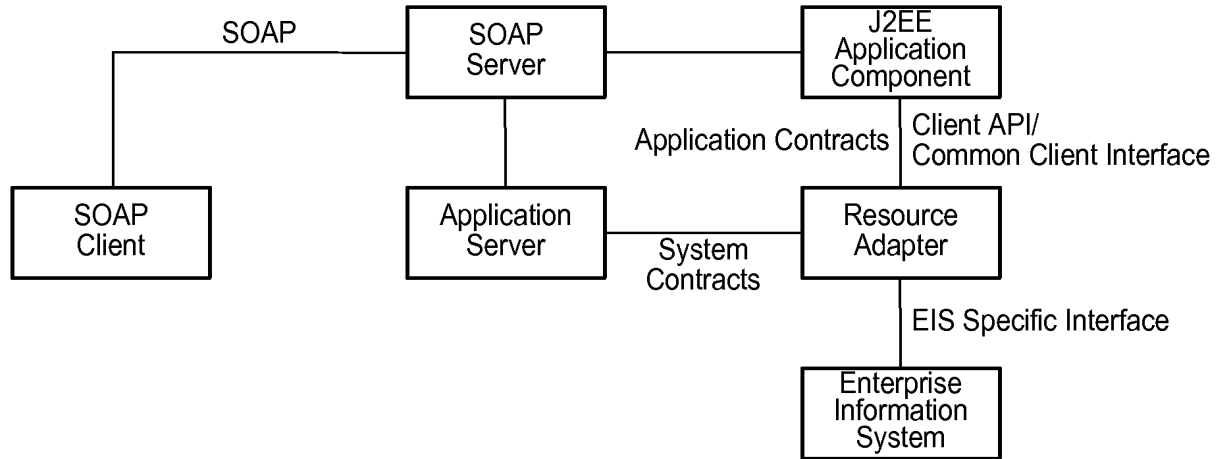 SOAP
SOAP
Server
J2EE
Application
Component
Application Contracts
Client API/
Common Client Interface
SOAP
Client
Application
Server
System
Contracts
Resource
Adapter
EIS Specific Interface
Enterprise
Information
System